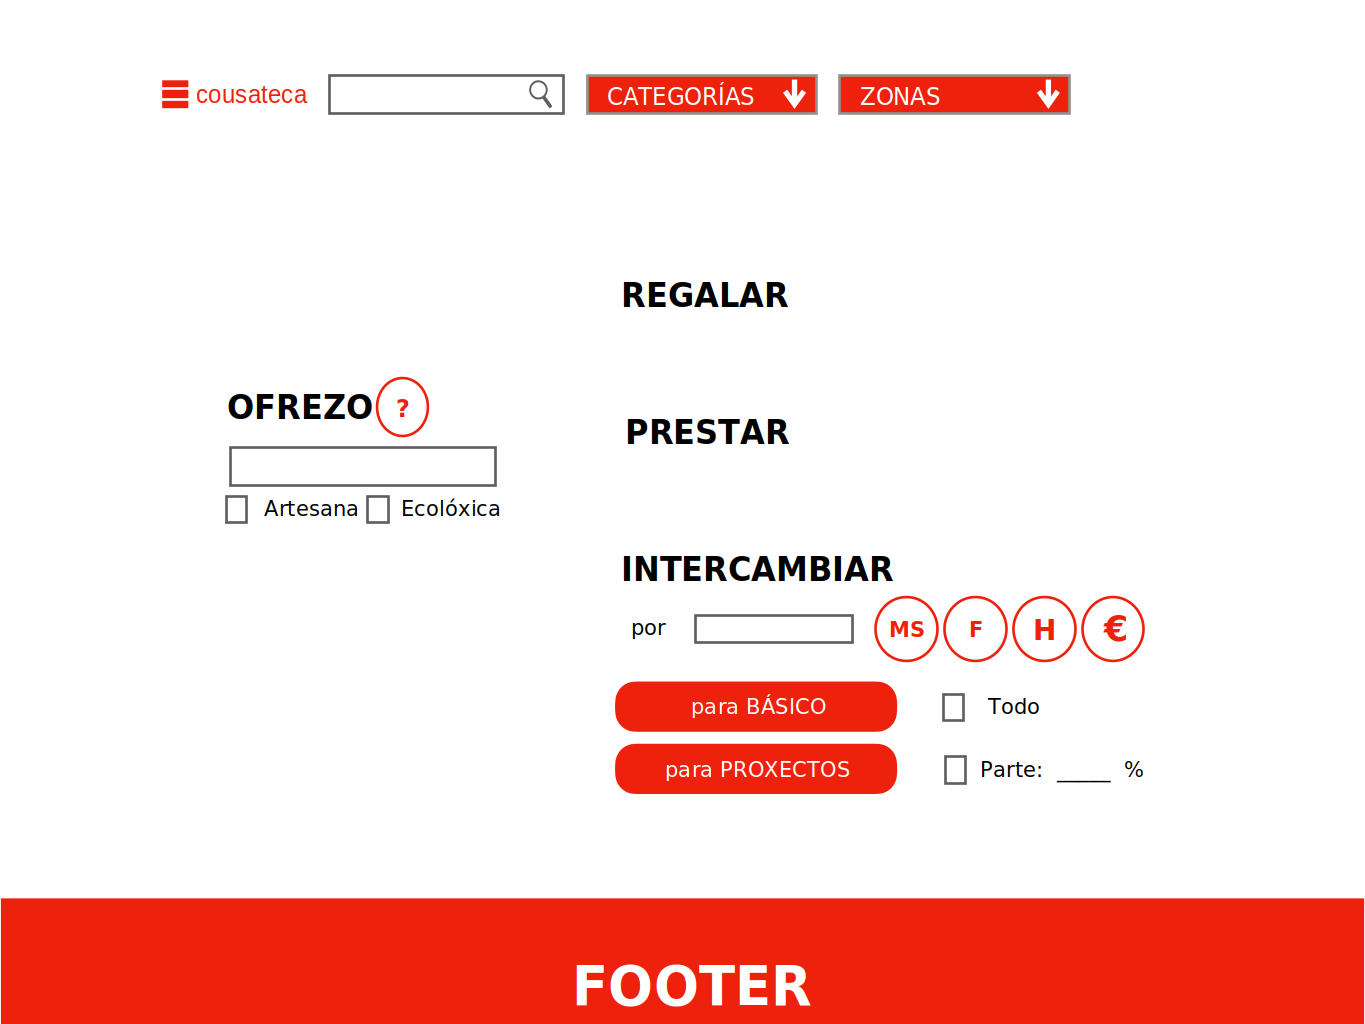 cousateca
CATEGORÍAS
ZONAS
REGALAR
OFREZO ?
PRESTAR
Artesana Ecolóxica
INTERCAMBIAR
por MS F H €
para BÁSICO Todo
para PROXECTOS Parte: _____ %
FOOTER